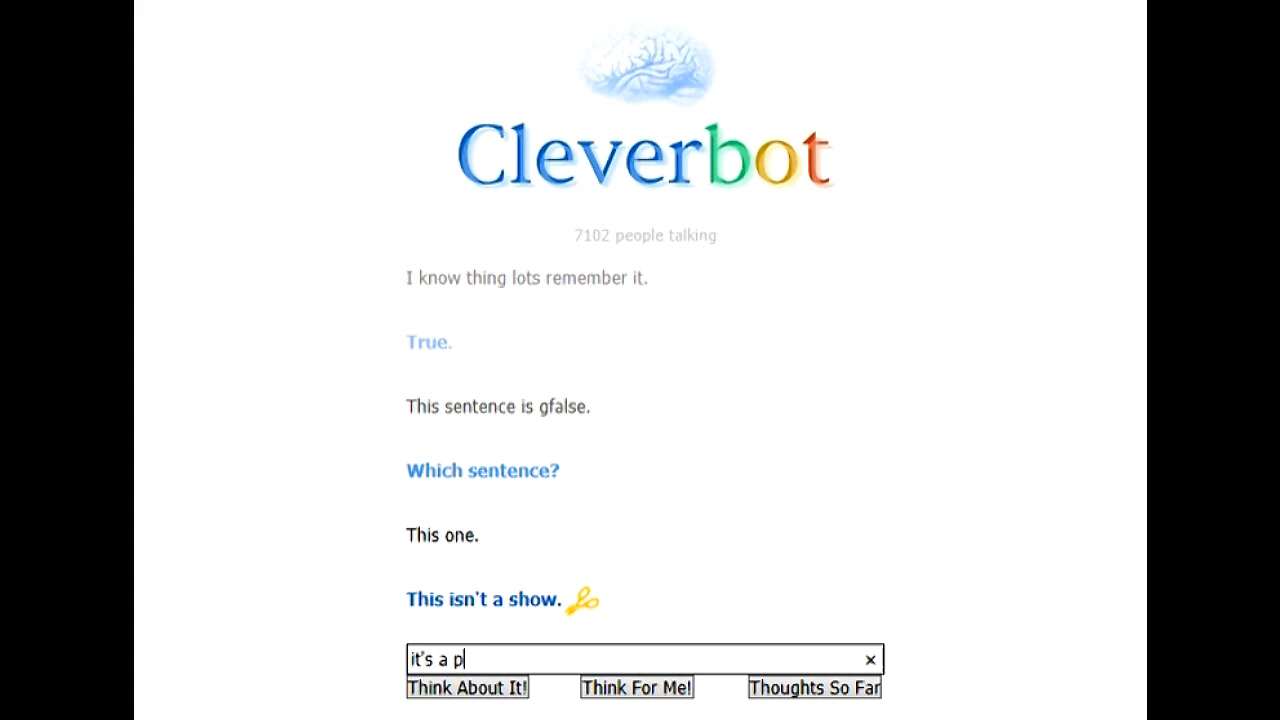 Cleverbot
7102 people talking
I know thing lots remember it.
True.
This sentence is gfalse.
Which sentence?
This one.
This isn't a show.
it's a p
×
Think About It! Think For Me! Thoughts So Far